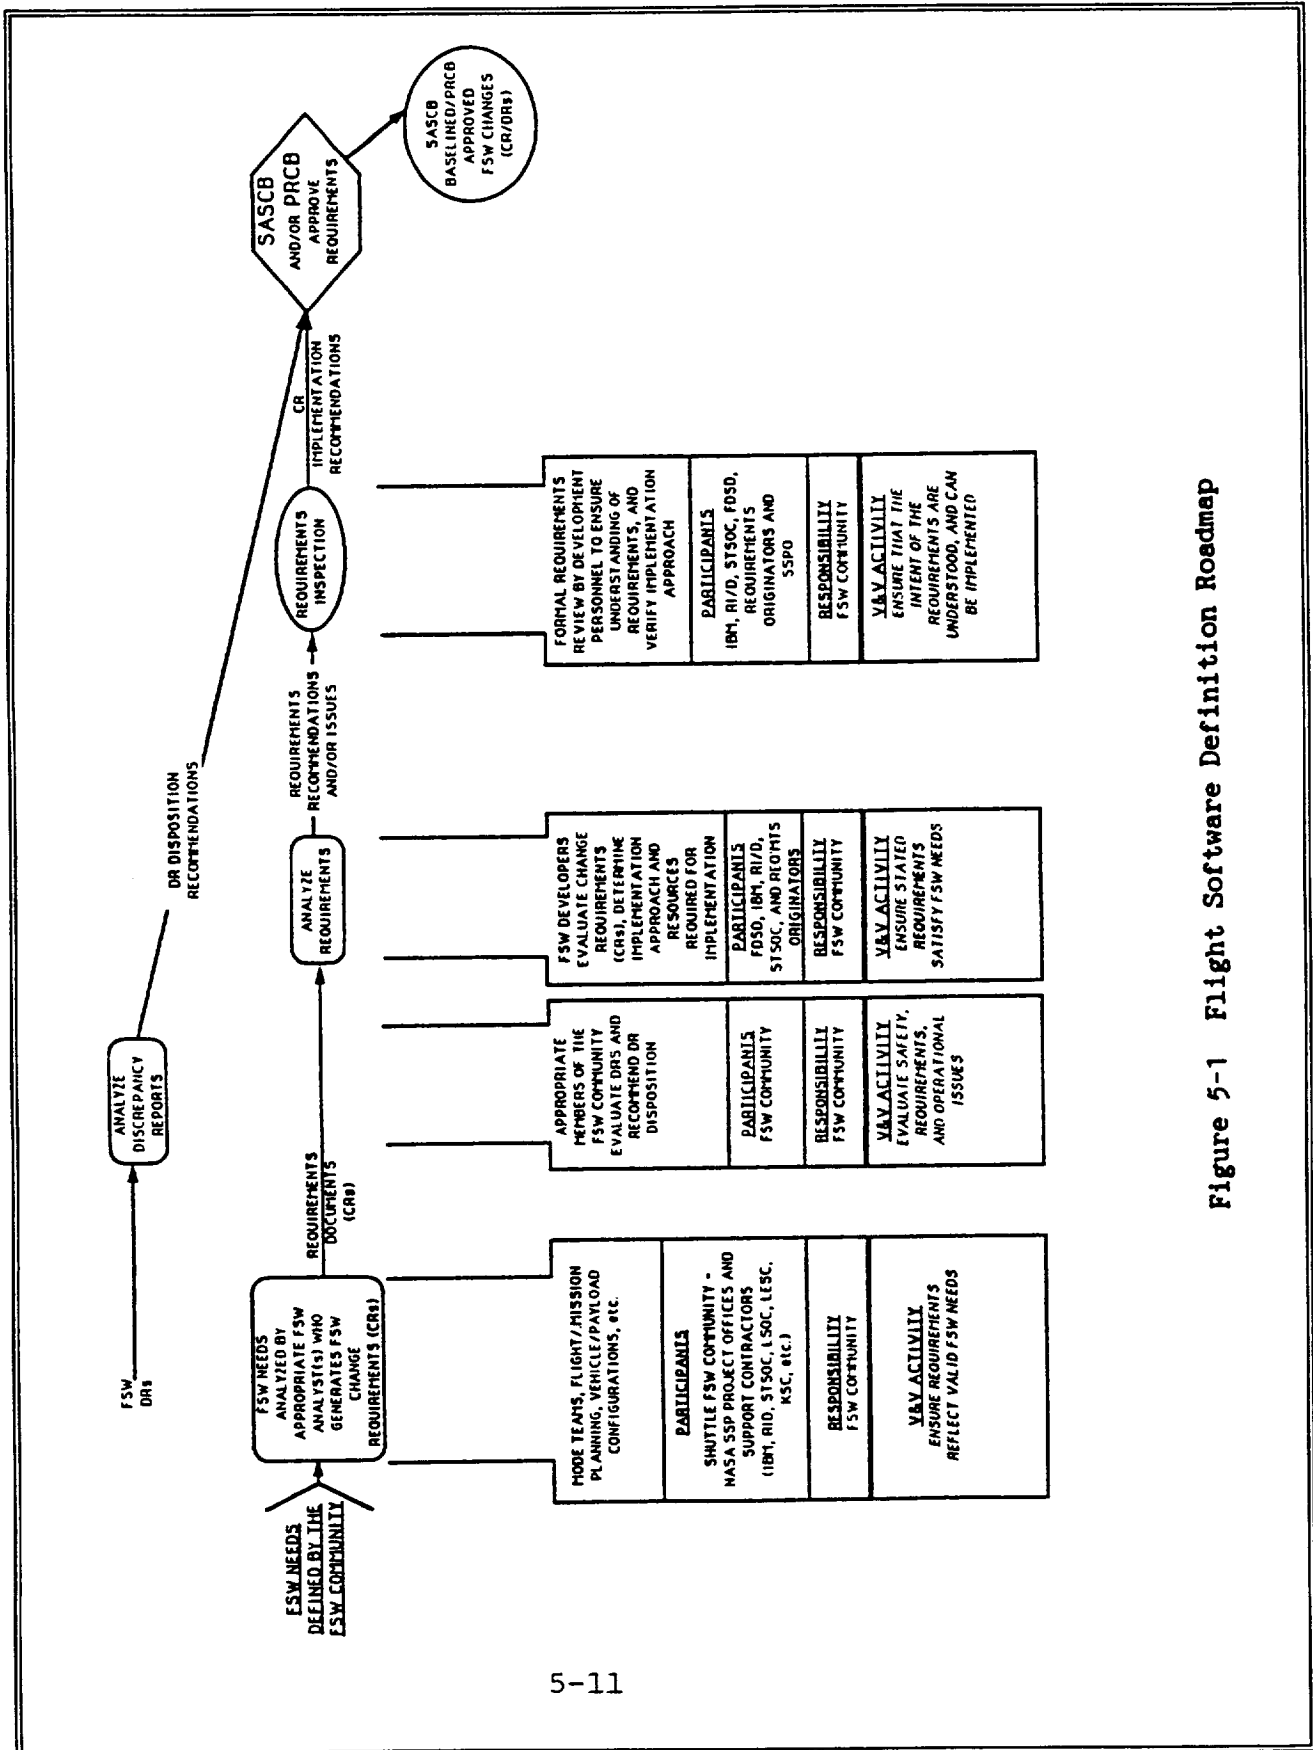 FSW
DRs
ANALYZE
DISCREPANCY
REPORTS
DR DISPOSITION
RECOMMENDATIONS
FSW NEEDS
DEFINED BY THE
FSW COMMUNITY
FSW NEEDS
ANALYZED BY
APPROPRIATE FSW
ANALYST(s) WHO
GENERATES FSW
CHANGE
REQUIREMENTS (CRs)
REQUIREMENTS
DOCUMENTS
(CRs)
ANALYZE
REQUIREMENTS
REQUIREMENTS
RECOMMENDATIONS
AND/OR ISSUES
REQUIREMENTS
INSPECTION
CR
IMPLEMENTATION
RECOMMENDATIONS
SASCB
AND/OR PRCB
APPROVE
REQUIREMENTS
SASCB
BASELINED/PRCB
APPROVED
FSW CHANGES
(CR/DRs)
MODE TEAMS, FLIGHT/MISSION
PLANNING, VEHICLE/PAYLOAD
CONFIGURATIONS, etc.
PARTICIPANTS
SHUTTLE FSW COMMUNITY -
NASA SSP PROJECT OFFICES AND
SUPPORT CONTRACTORS
(IBM, RID, STSOC, LSOC, LESC,
KSC, etc.)
RESPONSIBILITY
FSW COMMUNITY
V&V ACTIVITY
ENSURE REQUIREMENTS
REFLECT VALID FSW NEEDS
APPROPRIATE
MEMBERS OF THE
FSW COMMUNITY
EVALUATE DRS AND
RECOMMEND DR
DISPOSITION
PARTICIPANTS
FSW COMMUNITY
RESPONSIBILITY
FSW COMMUNITY
V&V ACTIVITY
EVALUATE SAFETY,
REQUIREMENTS,
AND OPERATIONAL
ISSUES
FSW DEVELOPERS
EVALUATE CHANGE
REQUIREMENTS
(CRs), DETERMINE
IMPLEMENTATION
APPROACH AND
RESOURCES
REQUIRED FOR
IMPLEMENTATION
PARTICIPANTS
FDSD, IBM, RI/D,
STSOC, AND REQMTS
ORIGINATORS
RESPONSIBILITY
FSW COMMUNITY
V&V ACTIVITY
ENSURE STATED
REQUIREMENTS
SATISFY FSW NEEDS
FORMAL REQUIREMENTS
REVIEW BY DEVELOPMENT
PERSONNEL TO ENSURE
UNDERSTANDING OF
REQUIREMENTS, AND
VERIFY IMPLEMENTATION
APPROACH
PARTICIPANTS
IBM, RI/D, STSOC, FDSD,
REQUIREMENTS
ORIGINATORS AND
SSPO
RESPONSIBILITY
FSW COMMUNITY
V&V ACTIVITY
ENSURE THAT THE
INTENT OF THE
REQUIREMENTS ARE
UNDERSTOOD, AND CAN
BE IMPLEMENTED
Figure 5-1 Flight Software Definition Roadmap
5-11